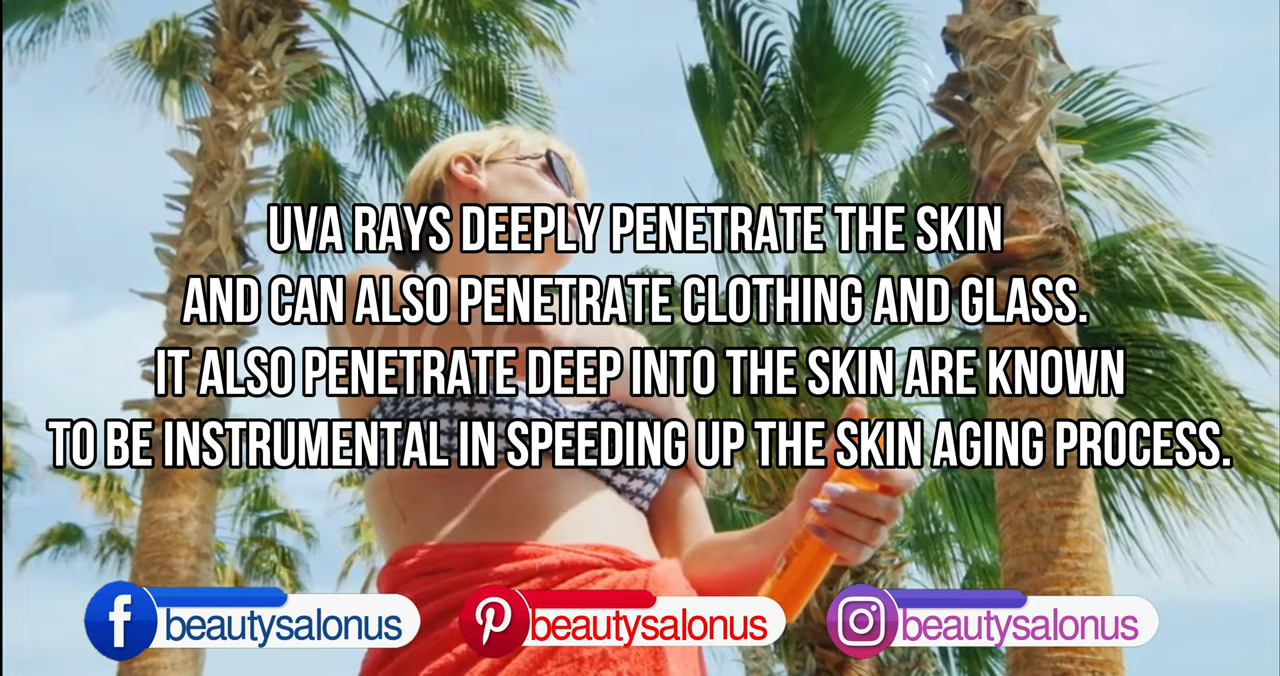 UVA RAYS DEEPLY PENETRATE THE SKIN
AND CAN ALSO PENETRATE CLOTHING AND GLASS.
IT ALSO PENETRATE DEEP INTO THE SKIN ARE KNOWN
TO BE INSTRUMENTAL IN SPEEDING UP THE SKIN AGING PROCESS.
beautysalonus beautysalonus beautysalonus